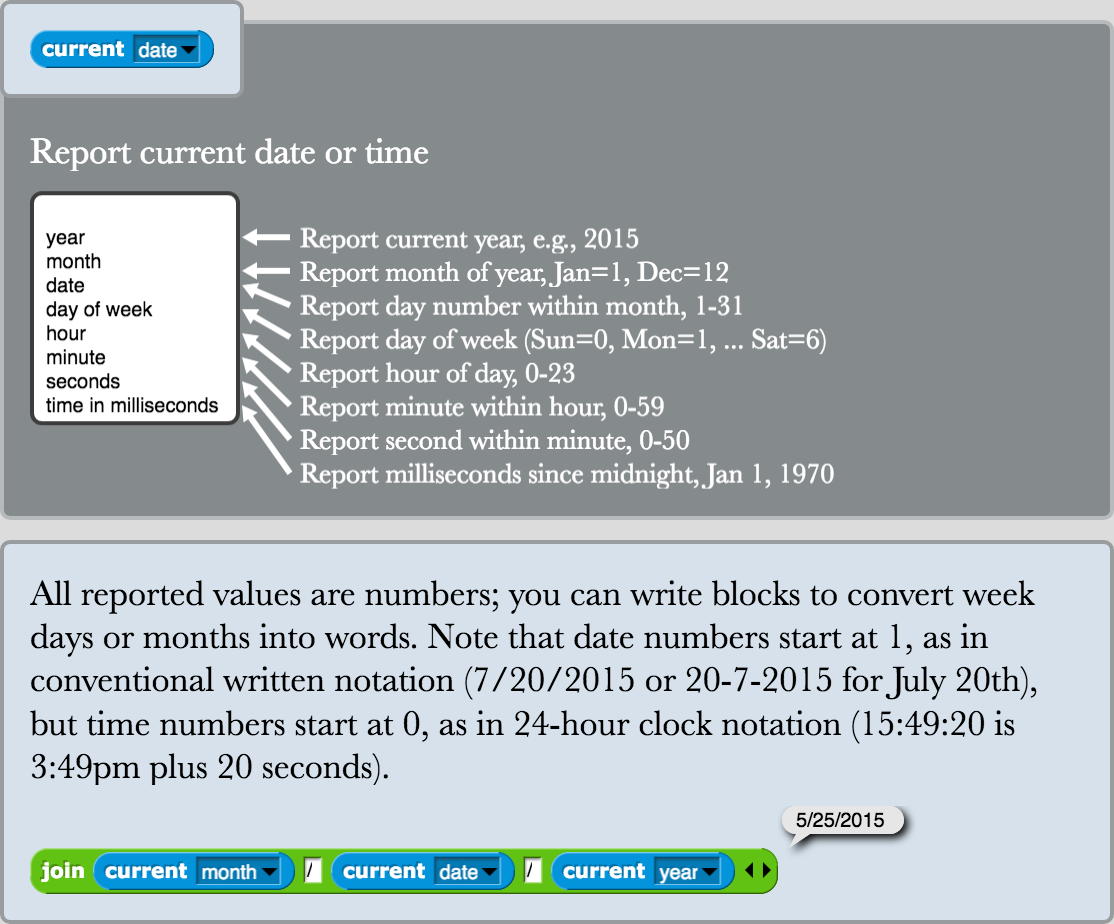 current date
Report current date or time
year
month
date
day of week
hour
minute
seconds
time in milliseconds
Report current year, e.g., 2015
Report month of year, Jan=1, Dec=12
Report day number within month, 1-31
Report day of week (Sun=0, Mon=1, ... Sat=6)
Report hour of day, 0-23
Report minute within hour, 0-59
Report second within minute, 0-50
Report milliseconds since midnight, Jan 1, 1970
All reported values are numbers; you can write blocks to convert week
days or months into words. Note that date numbers start at 1, as in
conventional written notation (7/20/2015 or 20-7-2015 for July 20th),
but time numbers start at 0, as in 24-hour clock notation (15:49:20 is
3:49pm plus 20 seconds).
5/25/2015
join current month / current date / current year